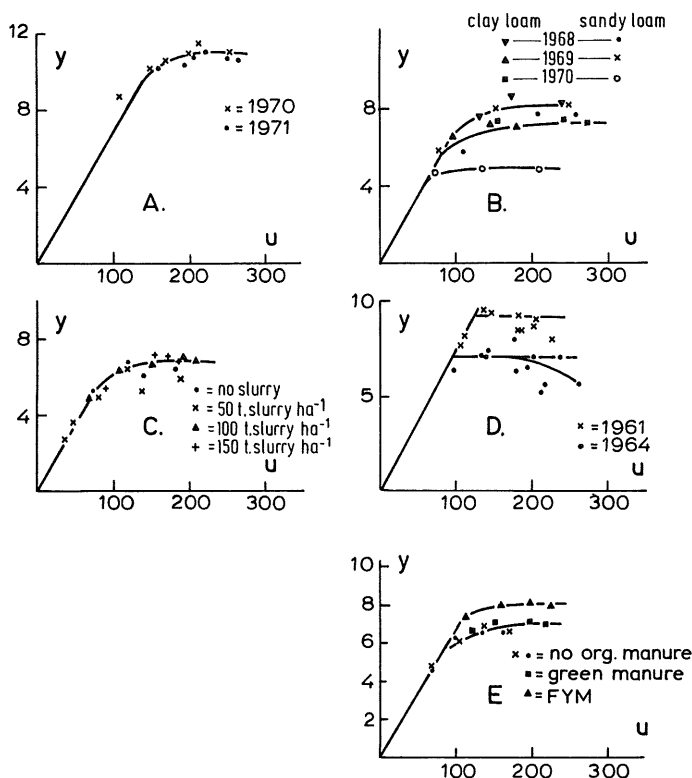 12
y
8
4
× = 1970
• = 1971
A.
u
100
200
300
clay loam
sandy loam
▼ — 1968 — •
▲ — 1969 — ×
■ — 1970 — o
y
8
4
B.
u
100
200
300
y
8
4
• = no slurry
× = 50 t.slurry ha⁻¹
▲ = 100 t.slurry ha⁻¹
+ = 150 t.slurry ha⁻¹
C.
u
100
200
10
y
5
× = 1961
• = 1964
D.
u
100
200
10
y
8
6
4
2
× • = no org. manure
■ = green manure
▲ = FYM
E
u
100
200
300